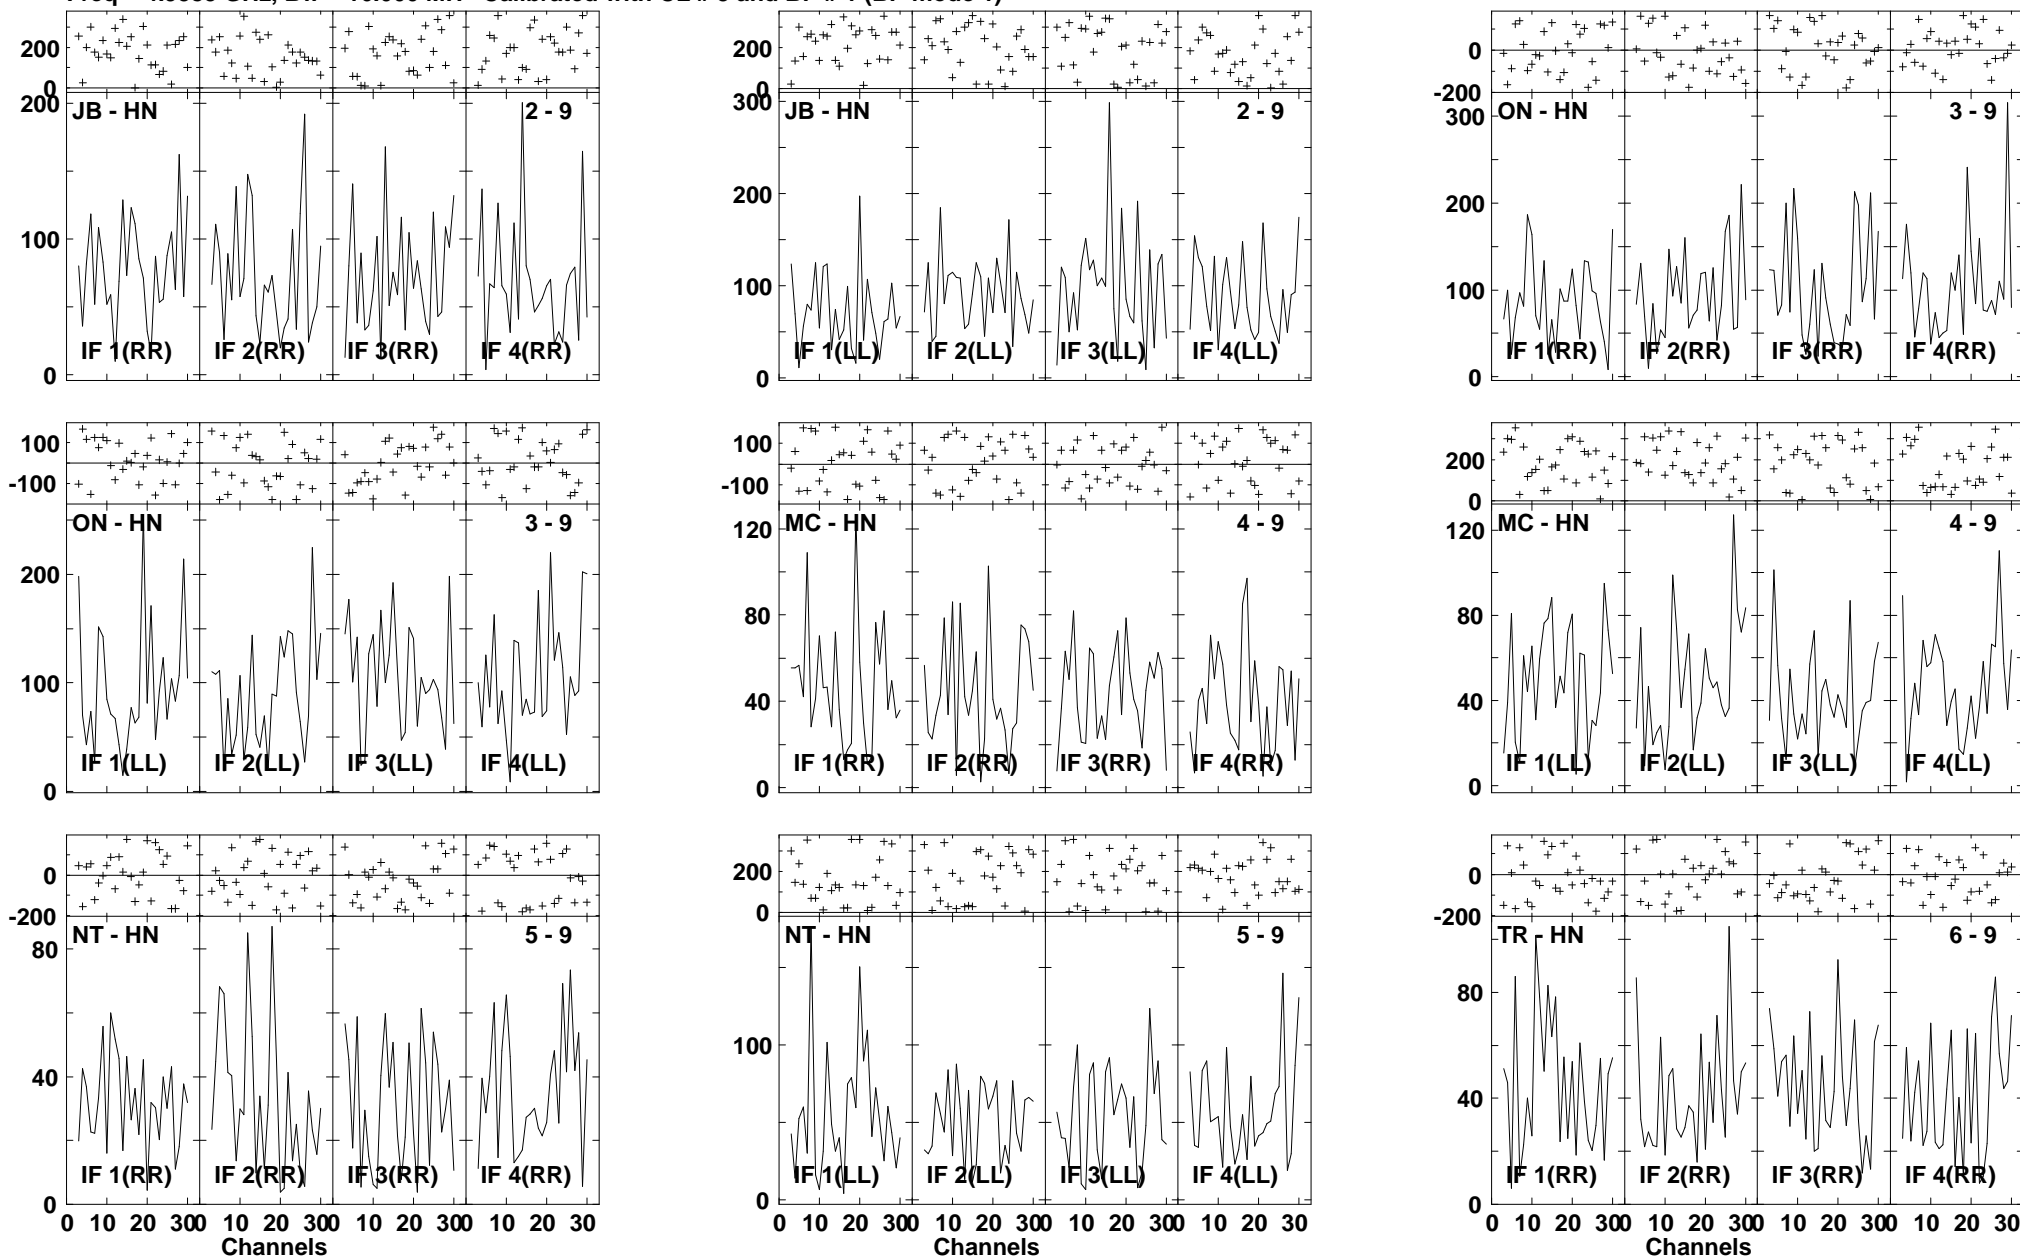 200
0
200
100
0
JB - HN
2 - 9
IF 1(RR)
IF 2(RR)
IF 3(RR)
IF 4(RR)
200
0
300
200
100
0
JB - HN
2 - 9
IF 1(LL)
IF 2(LL)
IF 3(LL)
IF 4(LL)
0
-200
300
200
100
0
ON - HN
3 - 9
IF 1(RR)
IF 2(RR)
IF 3(RR)
IF 4(RR)
100
-100
200
100
0
ON - HN
3 - 9
IF 1(LL)
IF 2(LL)
IF 3(LL)
IF 4(LL)
100
-100
120
80
40
0
MC - HN
4 - 9
IF 1(RR)
IF 2(RR)
IF 3(RR)
IF 4(RR)
200
0
120
80
40
0
MC - HN
4 - 9
IF 1(LL)
IF 2(LL)
IF 3(LL)
IF 4(LL)
0
-200
80
40
0
NT - HN
5 - 9
IF 1(RR)
IF 2(RR)
IF 3(RR)
IF 4(RR)
0 10 20 30 0 10 20 30 0 10 20 30 0 10 20 30
Channels
200
0
100
0
NT - HN
5 - 9
IF 1(LL)
IF 2(LL)
IF 3(LL)
IF 4(LL)
0 10 20 30 0 10 20 30 0 10 20 30 0 10 20 30
Channels
0
-200
80
40
0
TR - HN
6 - 9
IF 1(RR)
IF 2(RR)
IF 3(RR)
IF 4(RR)
0 10 20 30 0 10 20 30 0 10 20 30 0 10 20 30
Channels